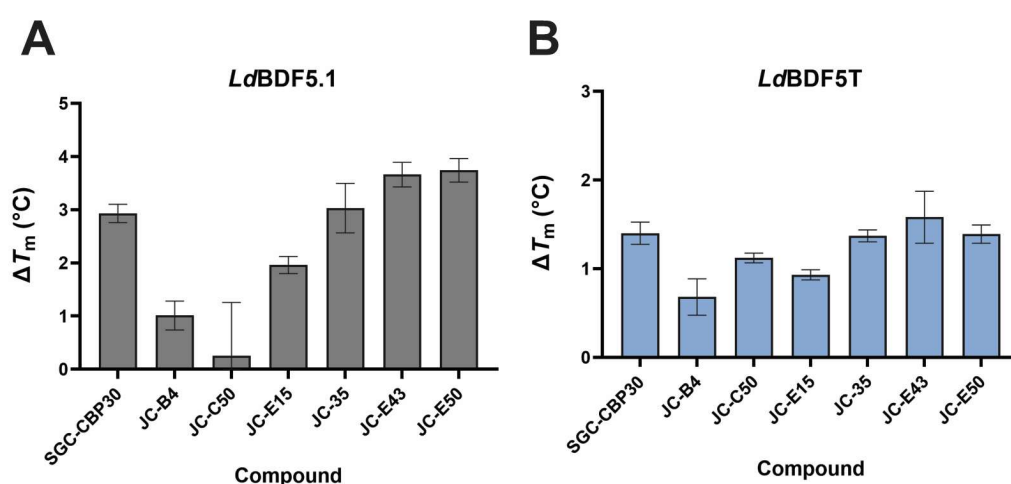 A
LdBDF5.1
ΔTm (°C)
5
4
3
2
1
0
SGC-CBP30
JC-B4
JC-C50
JC-E15
JC-35
JC-E43
JC-E50
Compound
B
LdBDF5T
ΔTm (°C)
3
2
1
0
SGC-CBP30
JC-B4
JC-C50
JC-E15
JC-35
JC-E43
JC-E50
Compound